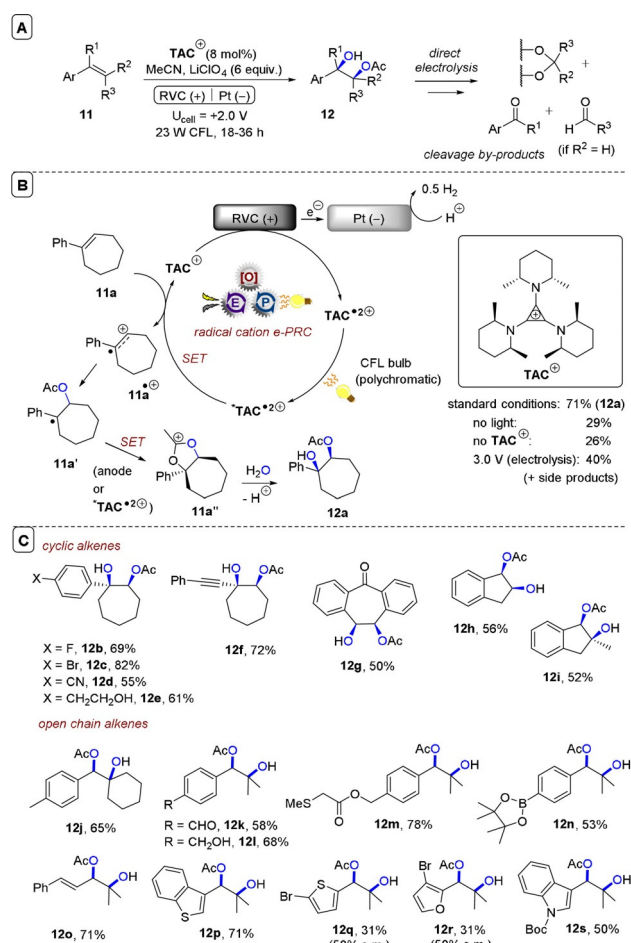 A
R1
Ar
R2
R3
11
TAC⊕ (8 mol%)
MeCN, LiClO4 (6 equiv.)
RVC (+) | Pt (–)
Ucell = +2.0 V
23 W CFL, 18-36 h
R1 OH
OAc
Ar
R2
R3
12
direct
electrolysis
O R3
O R2
+
O
Ar R1
+
O
H R3
(if R2 = H)
cleavage by-products
B
0.5 H2
RVC (+)
e⊖
Pt (–)
H⊕
Ph
11a
TAC⊕
[O]
E
P
radical cation e-PRC
SET
TAC•2⊕
CFL bulb
(polychromatic)
*TAC•2⊕
Ph
11a•⊕
AcO
Ph
11a'
SET
(anode
or
*TAC•2⊕)
O
O
Ph
11a"
H2O
- H⊕
OAc
HO
Ph
12a
N
N
N
TAC⊕
standard conditions: 71% (12a)
no light: 29%
no TAC⊕: 26%
3.0 V (electrolysis): 40%
(+ side products)
C
cyclic alkenes
X
HO OAc
X = F, 12b, 69%
X = Br, 12c, 82%
X = CN, 12d, 55%
X = CH2CH2OH, 12e, 61%
Ph
HO OAc
12f, 72%
O
HO OAc
12g, 50%
OAc
OH
12h, 56%
OAc
OH
12i, 52%
open chain alkenes
AcO OH
12j, 65%
AcO
OH
R
R = CHO, 12k, 58%
R = CH2OH, 12l, 68%
MeS
O
O
AcO
OH
12m, 78%
O
B
O
AcO
OH
12n, 53%
AcO
OH
Ph
12o, 71%
AcO
OH
S
12p, 71%
AcO
OH
Br
S
12q, 31%
Br AcO
OH
O
12r, 31%
AcO
OH
N
Boc
12s, 50%